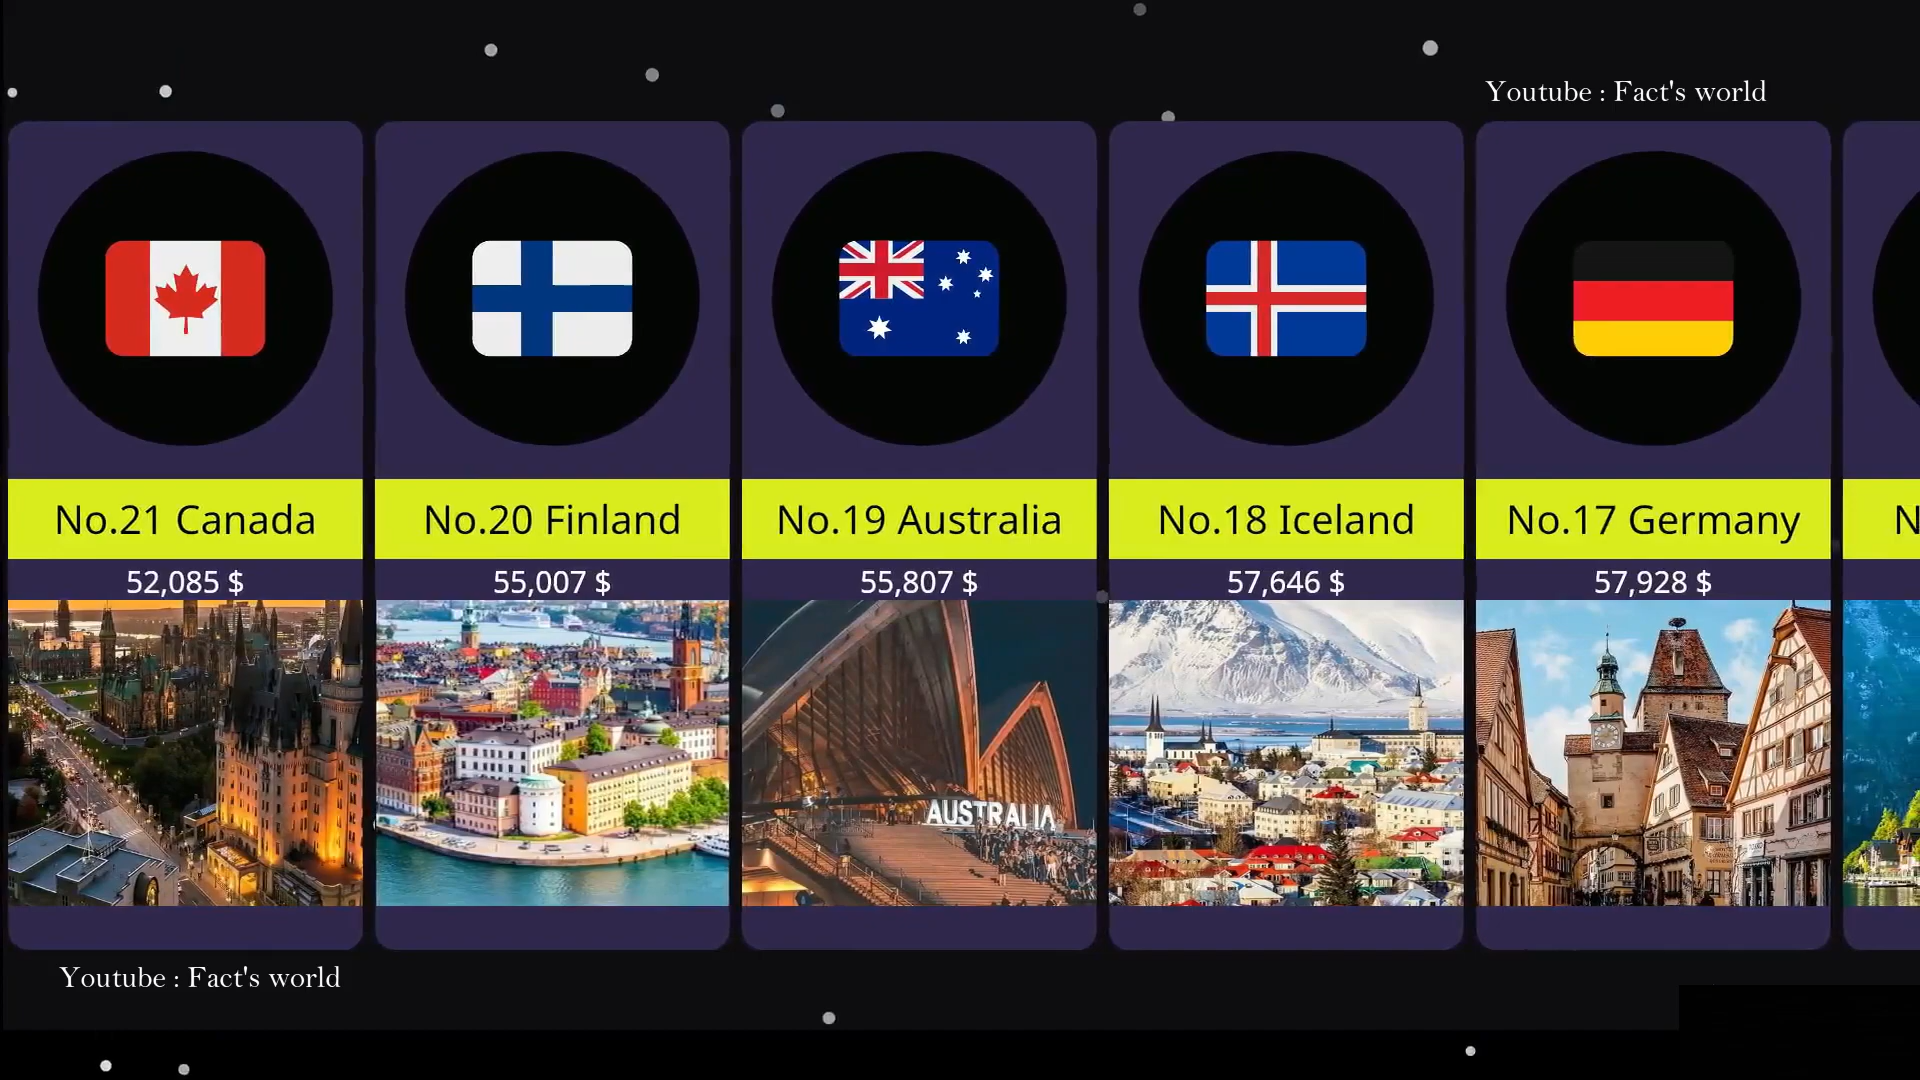 Youtube : Fact's world
No.21 Canada
52,085 $
No.20 Finland
55,007 $
No.19 Australia
55,807 $
AUSTRALIA
No.18 Iceland
57,646 $
No.17 Germany
57,928 $
N
Youtube : Fact's world